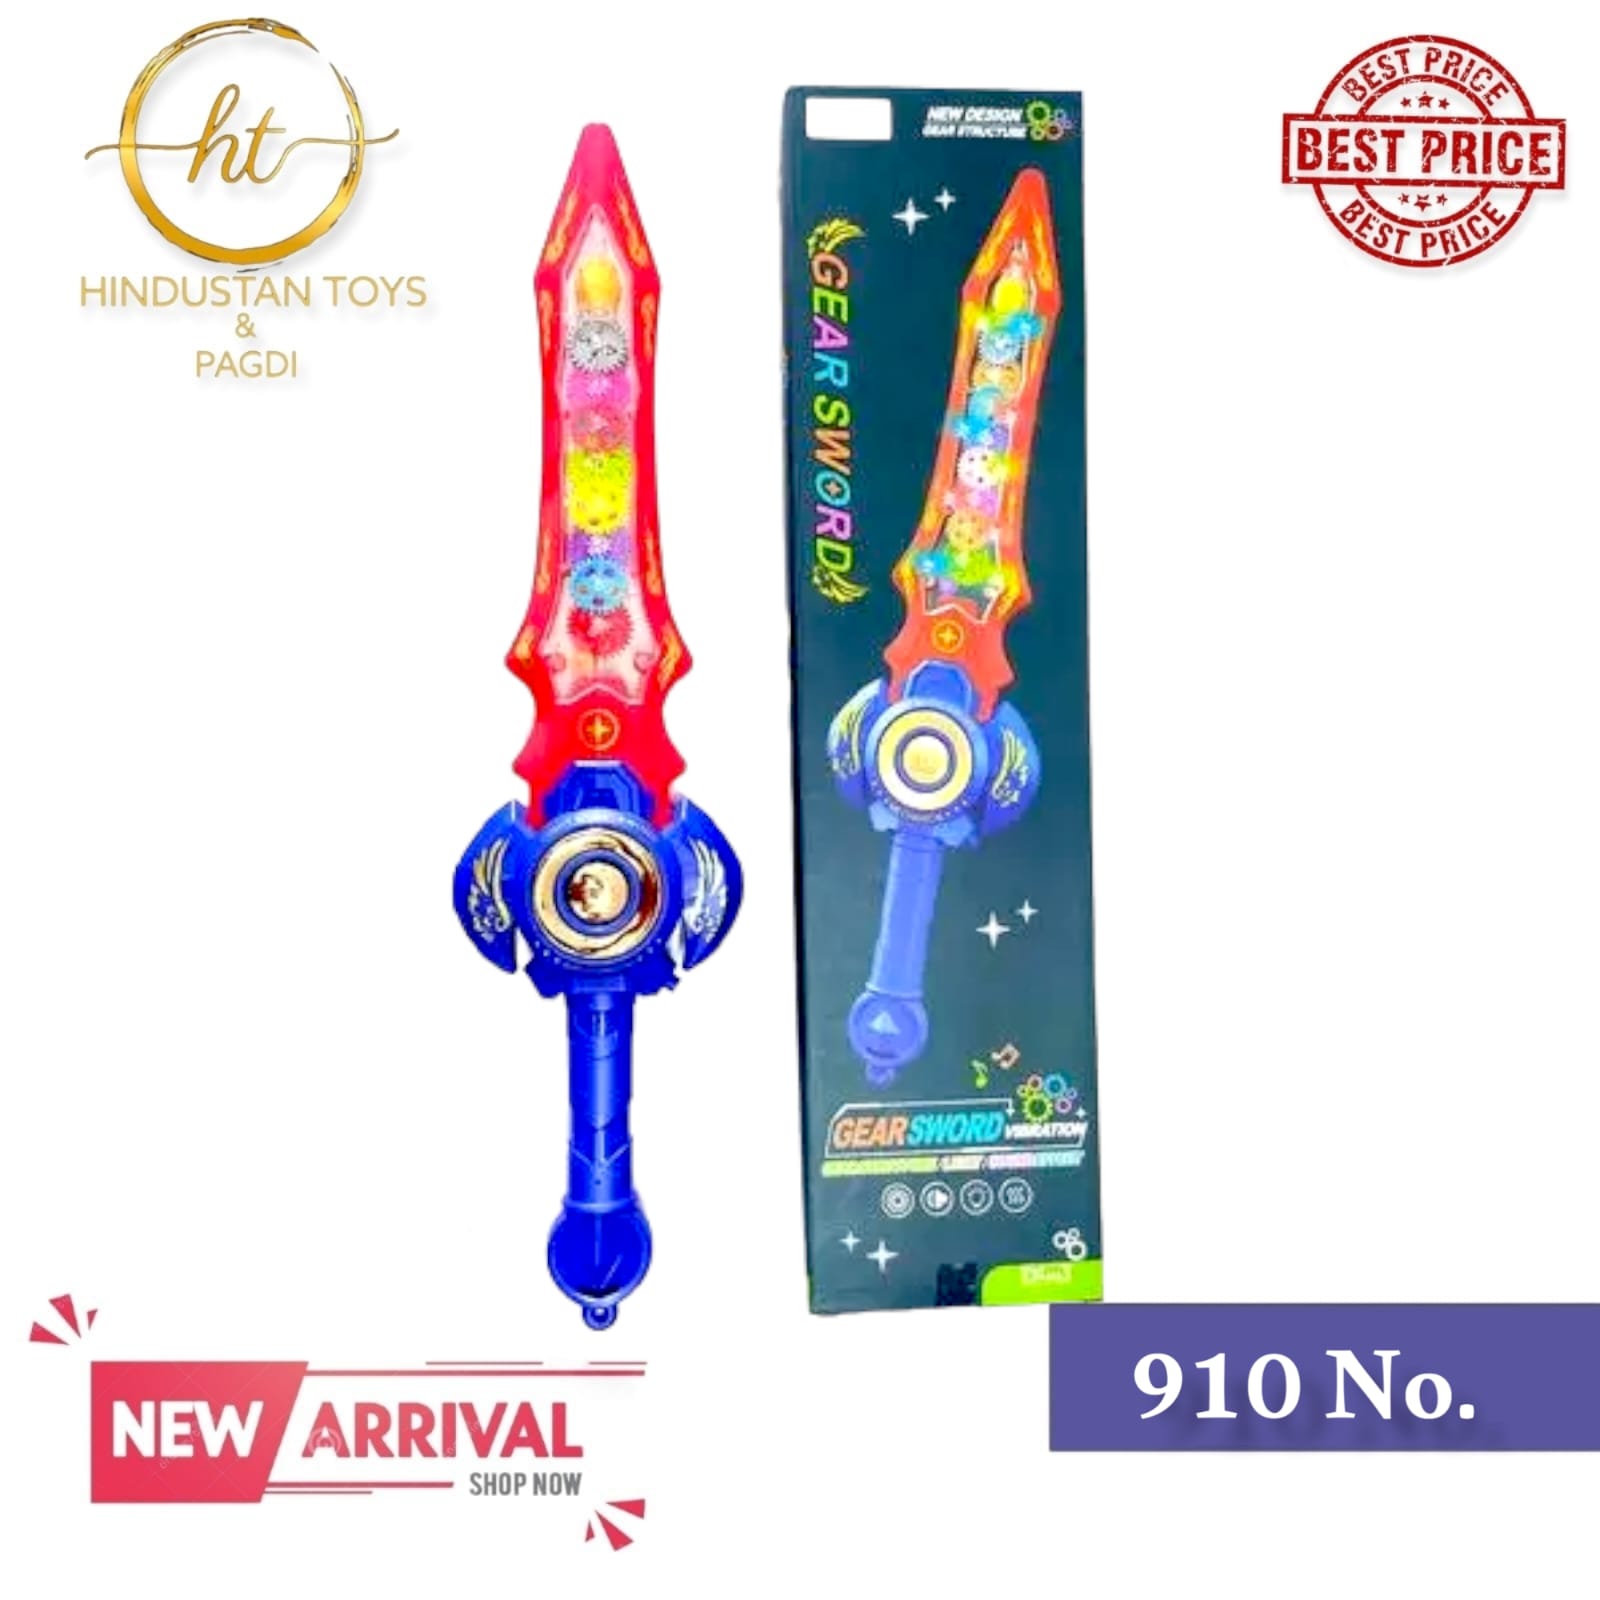 ht
HINDUSTAN TOYS
&
PAGDI
BEST PRICE
BEST PRICE
BEST PRICE
NEW DESIGN
GEAR STRUCTURE
GEAR SWORD
GEAR SWORD VIBRATION
NEW ARRIVAL
SHOP NOW
910 No.